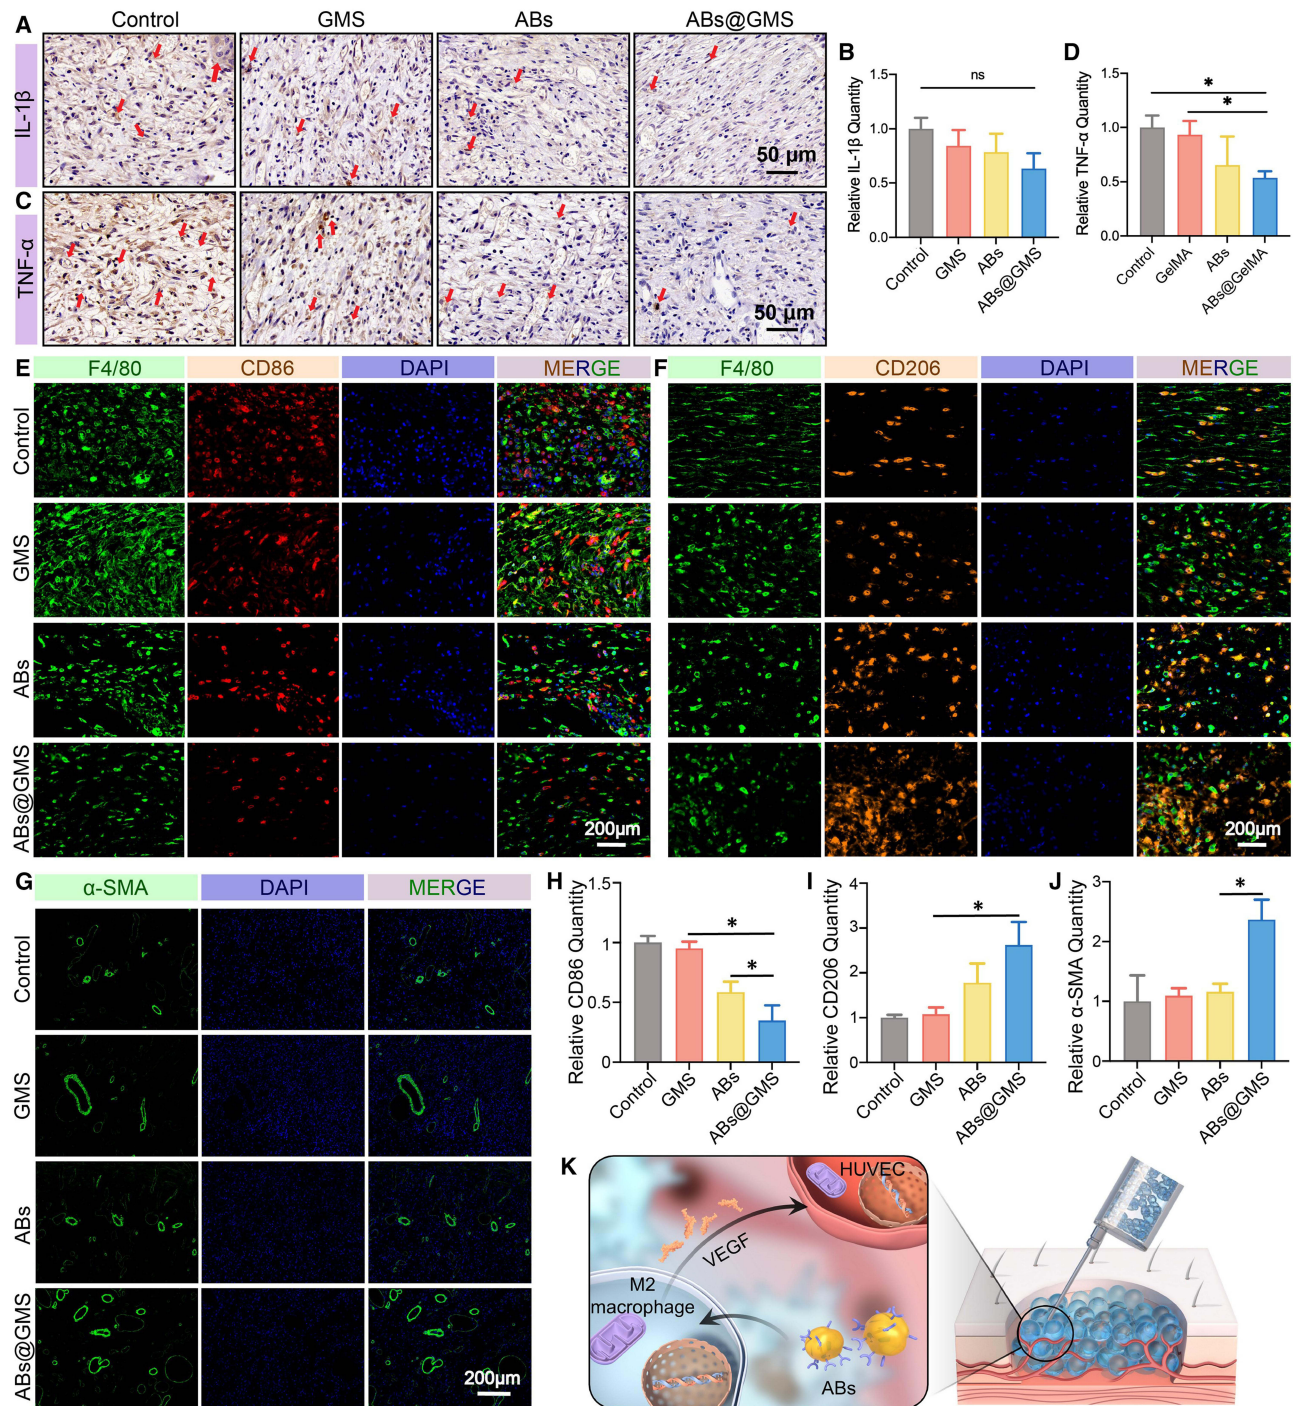 A
Control
GMS
ABs
ABs@GMS
IL-1β
50 μm
C
TNF-α
50 μm
B
Relative IL-1β Quantity
1.5
1.0
0.5
0.0
ns
Control
GMS
ABs
ABs@GMS
D
Relative TNF-α Quantity
1.5
1.0
0.5
0.0
*
*
Control
GelMA
ABs
ABs@GelMA
E
F4/80
CD86
DAPI
MERGE
Control
GMS
ABs
ABs@GMS
200μm
F
F4/80
CD206
DAPI
MERGE
200μm
G
α-SMA
DAPI
MERGE
Control
GMS
ABs
ABs@GMS
200μm
H
Relative CD86 Quantity
1.5
1
0.5
0
*
*
Control
GMS
ABs
ABs@GMS
I
Relative CD206 Quantity
4
3
2
1
0
*
Control
GMS
ABs
ABs@GMS
J
Relative α-SMA Quantity
3
2
1
0
*
Control
GMS
ABs
ABs@GMS
K
HUVEC
VEGF
M2
macrophage
ABs